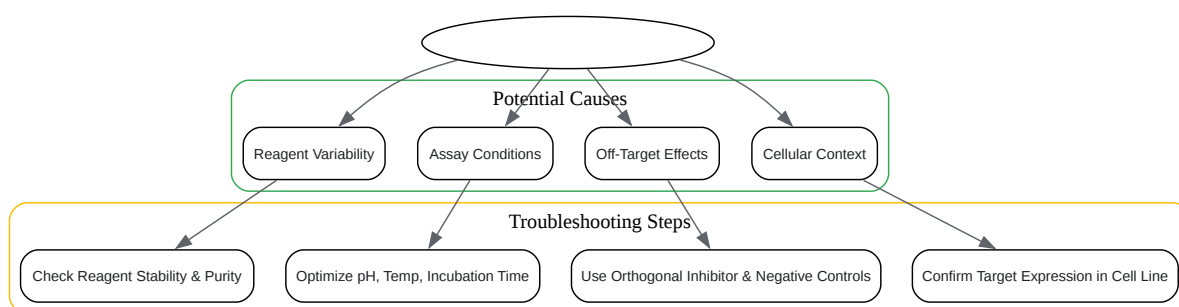 Potential Causes
Reagent Variability
Assay Conditions
Off-Target Effects
Cellular Context
Troubleshooting Steps
Check Reagent Stability & Purity
Optimize pH, Temp, Incubation Time
Use Orthogonal Inhibitor & Negative Controls
Confirm Target Expression in Cell Line